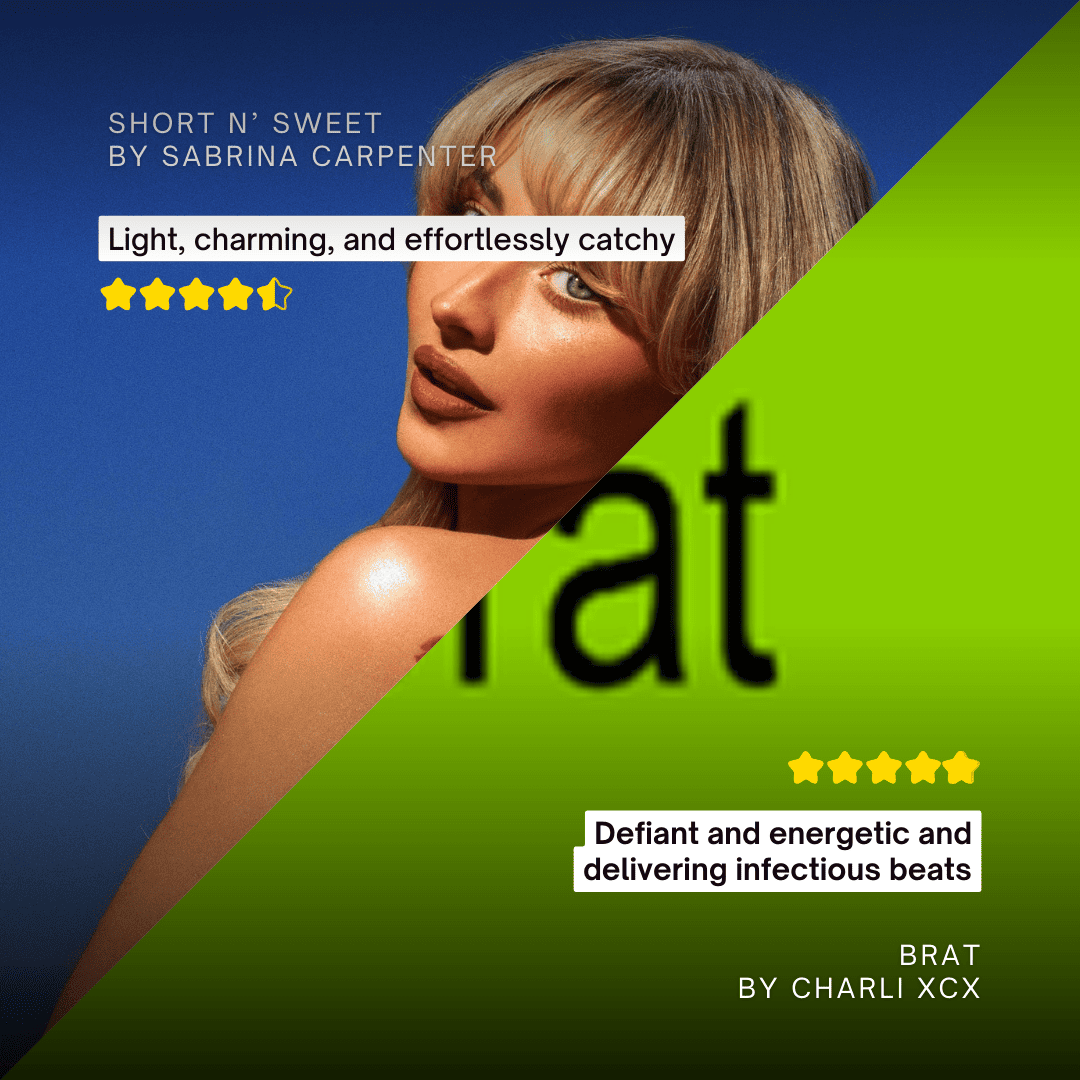 SHORT N’ SWEET
BY SABRINA CARPENTER
Light, charming, and effortlessly catchy
rat
Defiant and energetic and
delivering infectious beats
BRAT
BY CHARLI XCX